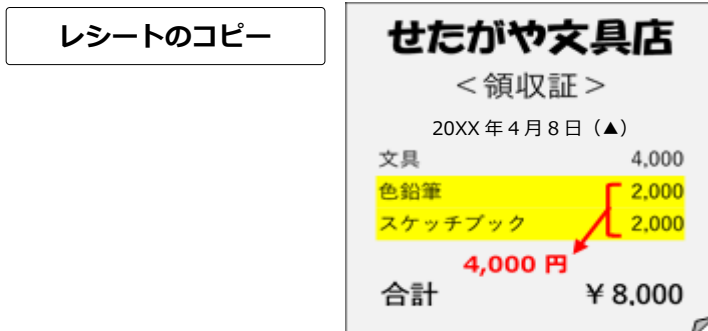 レシートのコピー
せたがや文具店
＜領収証＞
20XX 年 4 月 8 日（▲）
文具 4,000
色鉛筆 2,000
スケッチブック 2,000
4,000 円
合計 ￥8,000